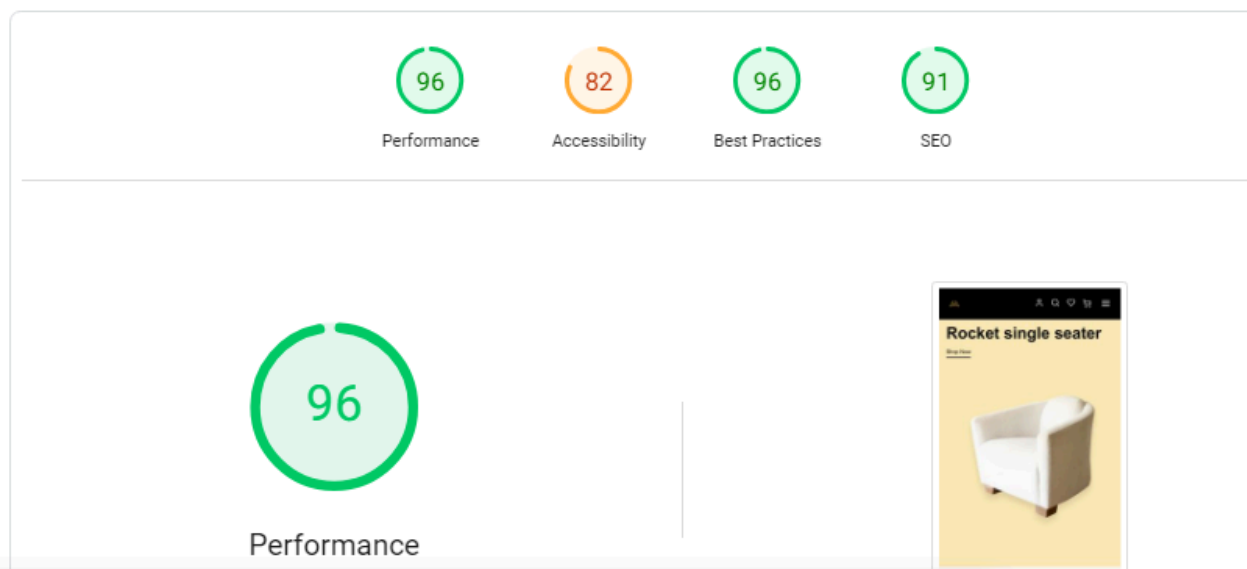 96
82
96
91
Performance
Accessibility
Best Practices
SEO
96
Performance
Rocket single seater
Shop Now